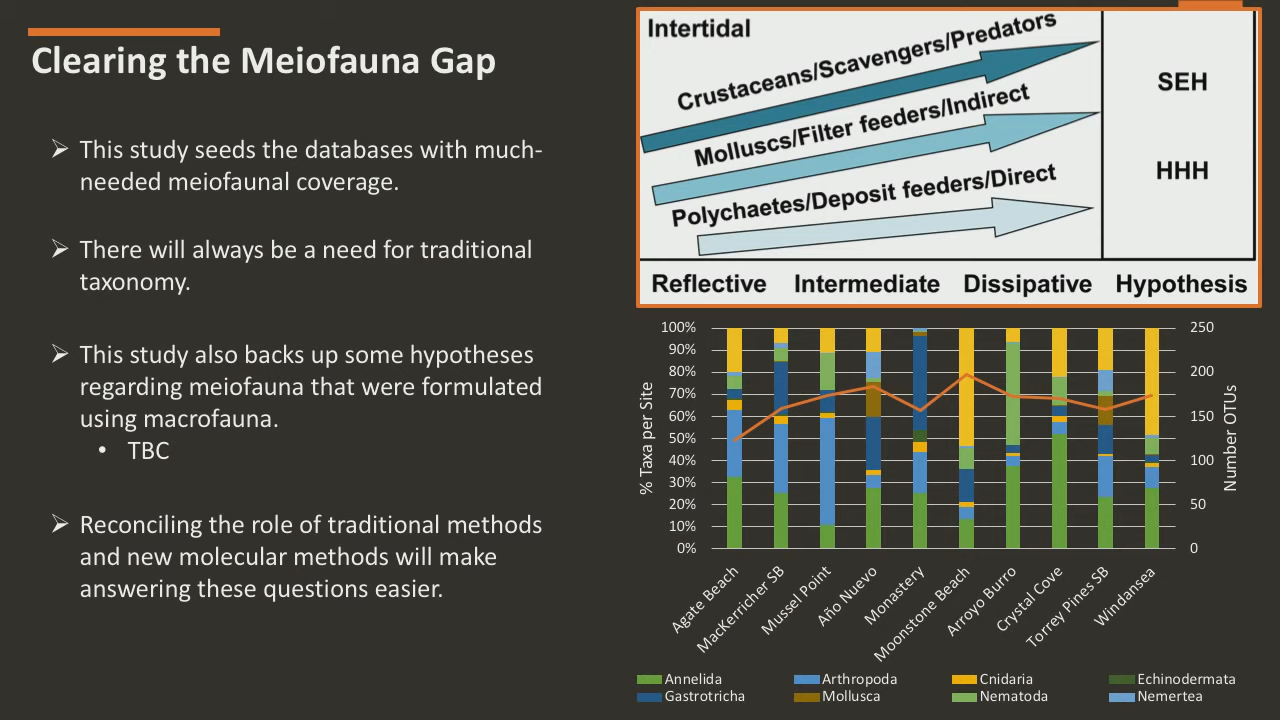 Clearing the Meiofauna Gap
This study seeds the databases with much-
needed meiofaunal coverage.
There will always be a need for traditional
taxonomy.
This study also backs up some hypotheses
regarding meiofauna that were formulated
using macrofauna.
TBC
Reconciling the role of traditional methods
and new molecular methods will make
answering these questions easier.
Intertidal
Crustaceans/Scavengers/Predators
Molluscs/Filter feeders/Indirect
Polychaetes/Deposit feeders/Direct
SEH
HHH
Reflective Intermediate Dissipative Hypothesis
100% 250
90%
80% 200
70%
60% 150
50%
40% 100
30%
20% 50
10%
0% 0
% Taxa per Site
Number OTUs
Agate Beach
MacKerricher SB
Mussel Point
Año Nuevo
Monastery
Moonstone Beach
Arroyo Burro
Crystal Cove
Torrey Pines SB
Windansea
Annelida Arthropoda Cnidaria Echinodermata
Gastrotricha Mollusca Nematoda Nemertea